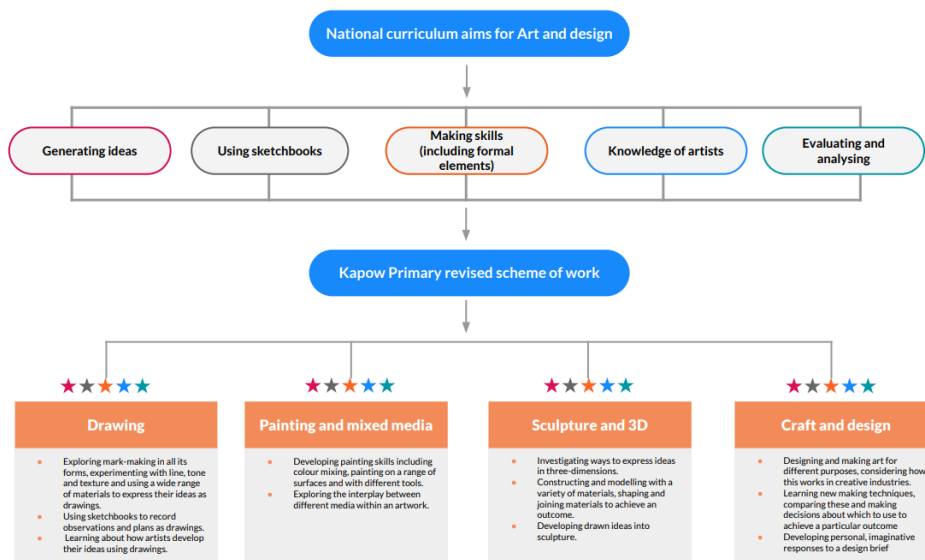 National curriculum aims for Art and design
Generating ideas
Using sketchbooks
Making skills
(including formal
elements)
Knowledge of artists
Evaluating and
analysing
Kapow Primary revised scheme of work
Drawing
• Exploring mark-making in all its
forms, experimenting with line, tone
and texture and using a wide range
of materials to express their ideas as
drawings.
• Using sketchbooks to record
observations and plans as drawings.
• Learning about how artists develop
their ideas using drawings.
Painting and mixed media
• Developing painting skills including
colour mixing, painting on a range of
surfaces and with different tools.
• Exploring the interplay between
different media within an artwork.
Sculpture and 3D
• Investigating ways to express ideas
in three-dimensions.
• Constructing and modelling with a
variety of materials, shaping and
joining materials to achieve an
outcome.
• Developing drawn ideas into
sculpture.
Craft and design
• Designing and making art for
different purposes, considering how
this works in creative industries.
• Learning new making techniques,
comparing these and making
decisions about which to use to
achieve a particular outcome
• Developing personal, imaginative
responses to a design brief